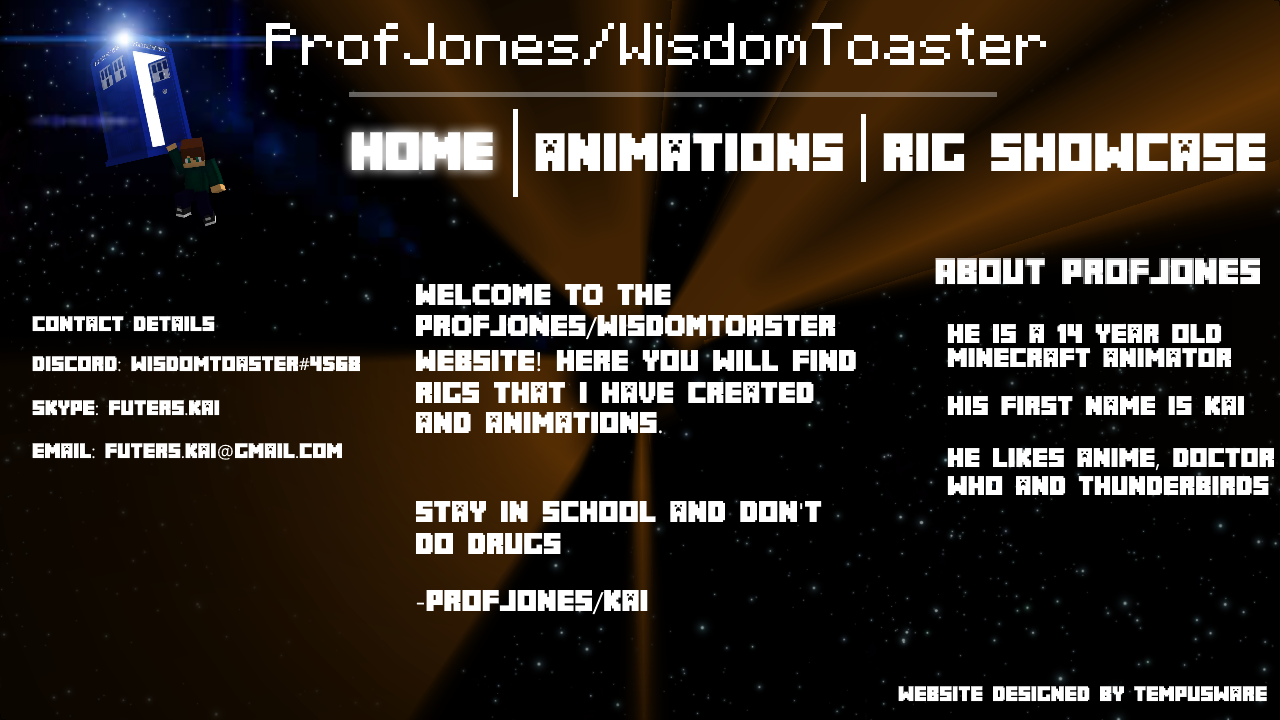 ProfJones/WisdomToaster
HOME | ANIMATIONS | RIG SHOWCASE
CONTACT DETAILS
DISCORD: WISDOMTOASTER#4568
SKYPE: FUTERS.KAI
EMAIL: FUTERS.KAI@GMAIL.COM
WELCOME TO THE
PROFJONES/WISDOMTOASTER
WEBSITE! HERE YOU WILL FIND
RIGS THAT I HAVE CREATED
AND ANIMATIONS.
STAY IN SCHOOL AND DON'T
DO DRUGS
-PROFJONES/KAI
ABOUT PROFJONES
HE IS A 14 YEAR OLD
MINECRAFT ANIMATOR
HIS FIRST NAME IS KAI
HE LIKES ANIME, DOCTOR
WHO AND THUNDERBIRDS
WEBSITE DESIGNED BY TEMPUSWARE